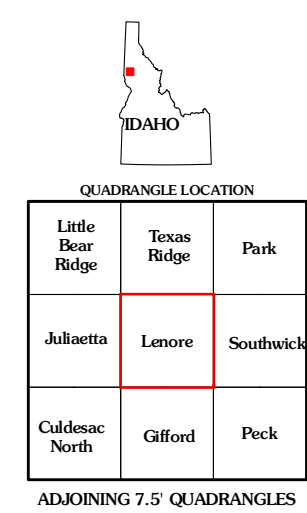 IDAHO
QUADRANGLE LOCATION
Little
Bear
Ridge
Texas
Ridge
Park
Juliaetta
Lenore
Southwick
Culdesac
North
Gifford
Peck
ADJOINING 7.5' QUADRANGLES